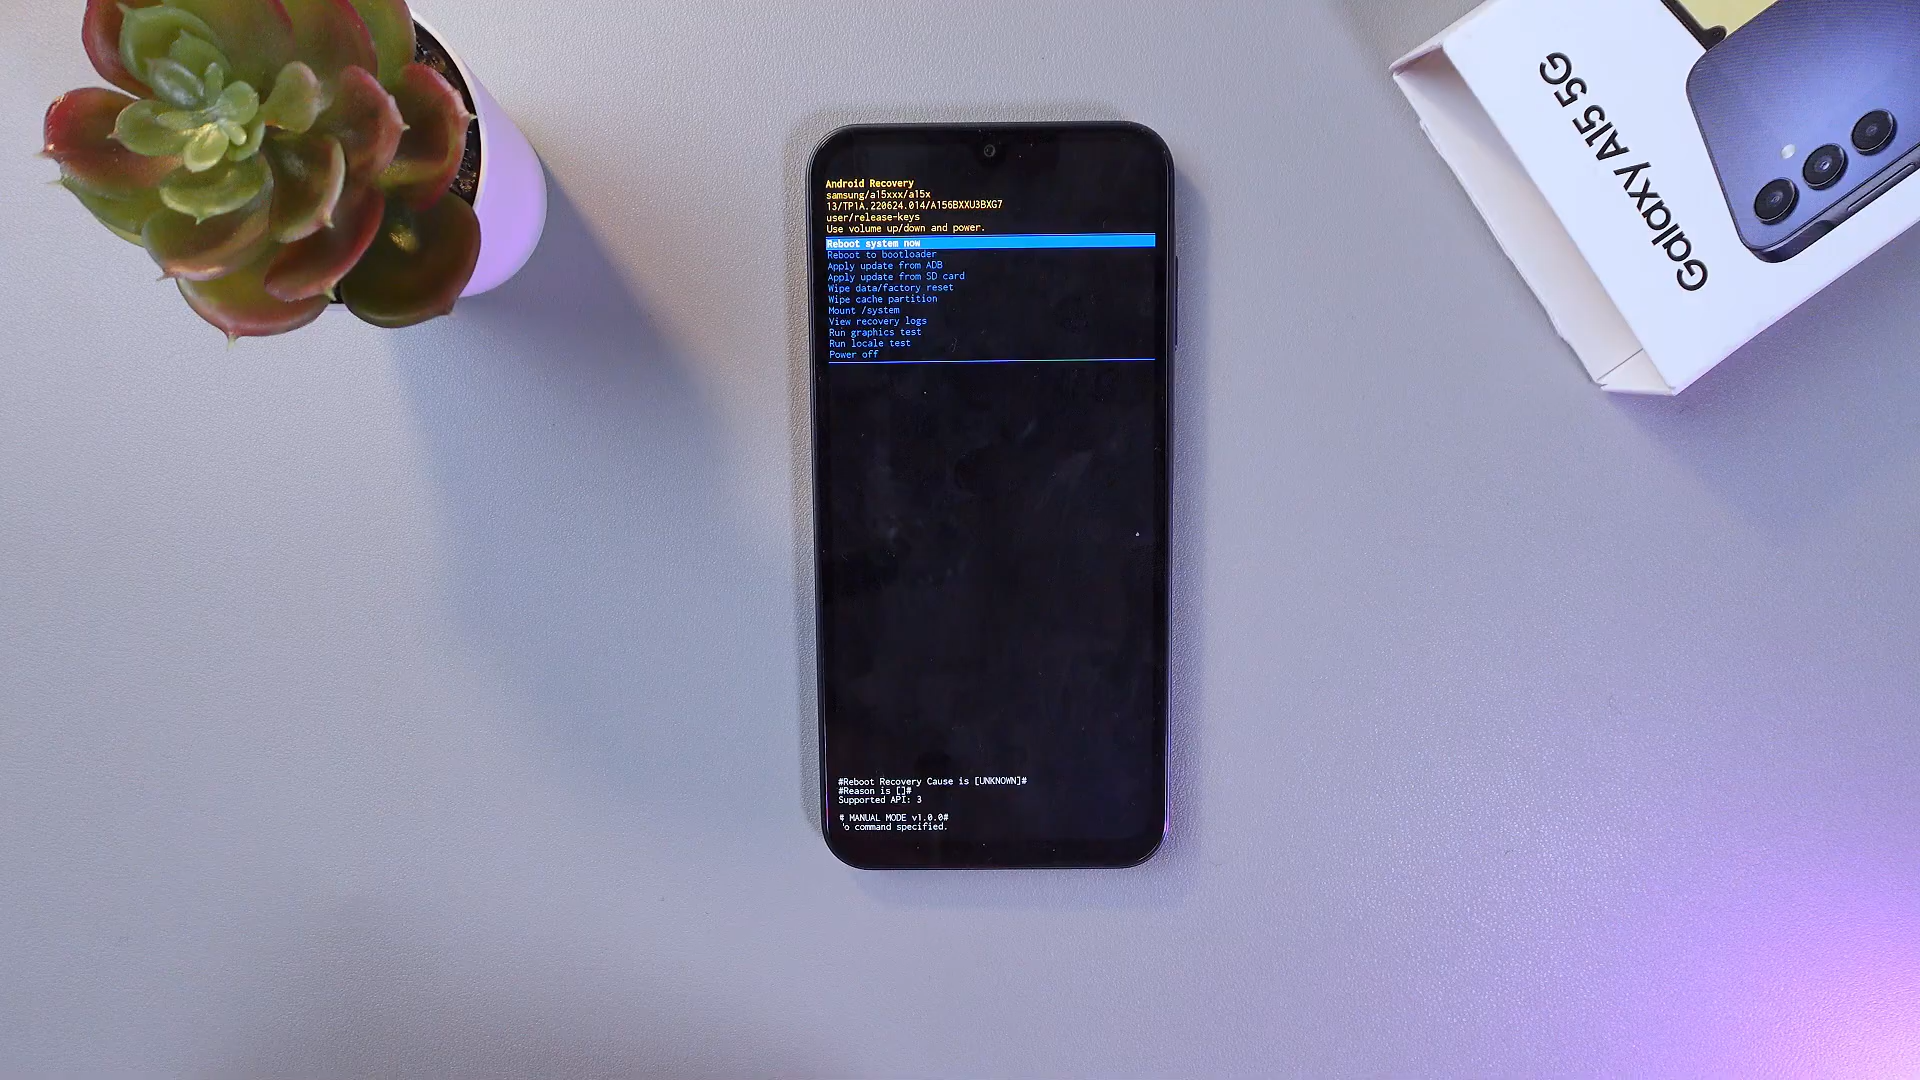 Android Recovery
samsung/a15xxx/a15x
13/TP1A.220624.014/A156BXXU3BXG7
user/release-keys
Use volume up/down and power.
Reboot system now
Reboot to bootloader
Apply update from ADB
Apply update from SD card
Wipe data/factory reset
Wipe cache partition
Mount /system
View recovery logs
Run graphics test
Run locale test
Power off
#Reboot Recovery Cause is [UNKNOWN]#
#Reason is []#
Supported API: 3
# MANUAL MODE v1.0.0#
o command specified.
Galaxy A15 5G